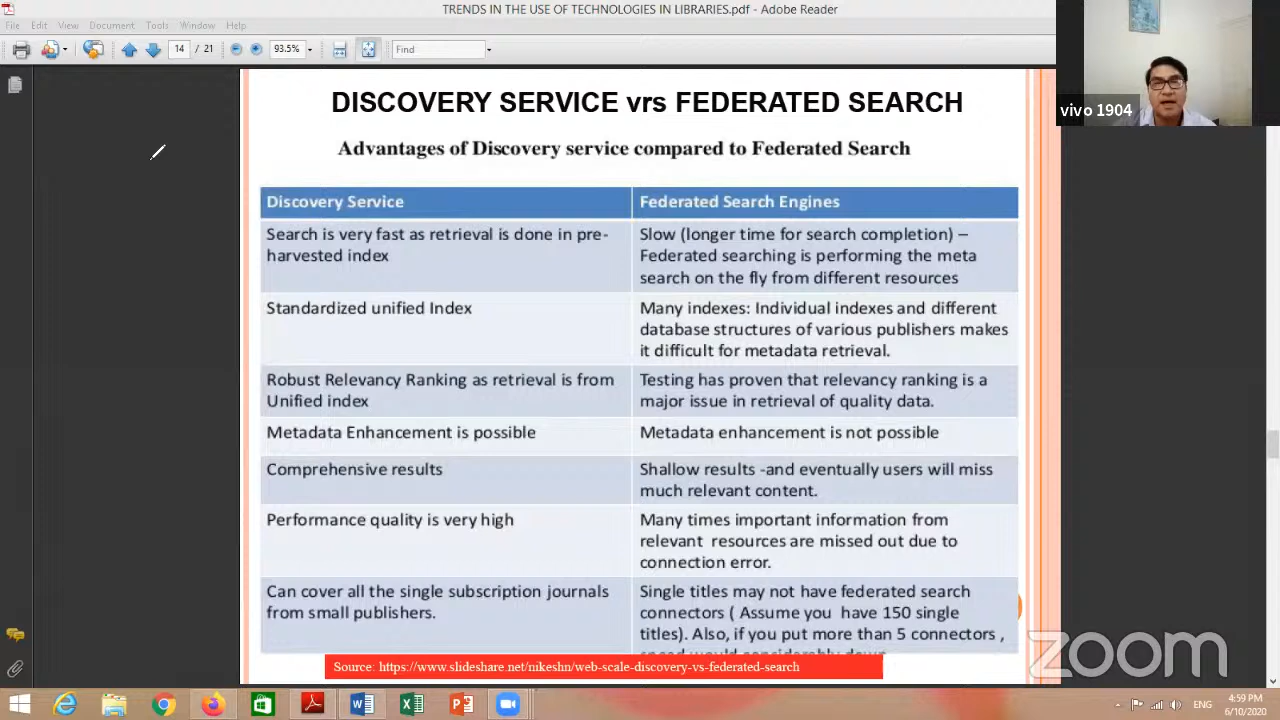 TRENDS IN THE USE OF TECHNOLOGIES IN LIBRARIES.pdf - Adobe Reader
File Edit View Document Tools Window Help
14 / 21 93.5% Find
vivo 1904
DISCOVERY SERVICE vrs FEDERATED SEARCH
Advantages of Discovery service compared to Federated Search
Discovery Service
Federated Search Engines
Search is very fast as retrieval is done in pre-
harvested index
Slow (longer time for search completion) –
Federated searching is performing the meta
search on the fly from different resources
Standardized unified Index
Many indexes: Individual indexes and different
database structures of various publishers makes
it difficult for metadata retrieval.
Robust Relevancy Ranking as retrieval is from
Unified index
Testing has proven that relevancy ranking is a
major issue in retrieval of quality data.
Metadata Enhancement is possible
Metadata enhancement is not possible
Comprehensive results
Shallow results -and eventually users will miss
much relevant content.
Performance quality is very high
Many times important information from
relevant resources are missed out due to
connection error.
Can cover all the single subscription journals
from small publishers.
Single titles may not have federated search
connectors ( Assume you have 150 single
titles). Also, if you put more than 5 connectors ,
Source: https://www.slideshare.net/nikeshn/web-scale-discovery-vs-federated-search
zoom
ENG
4:59 PM
6/10/2020